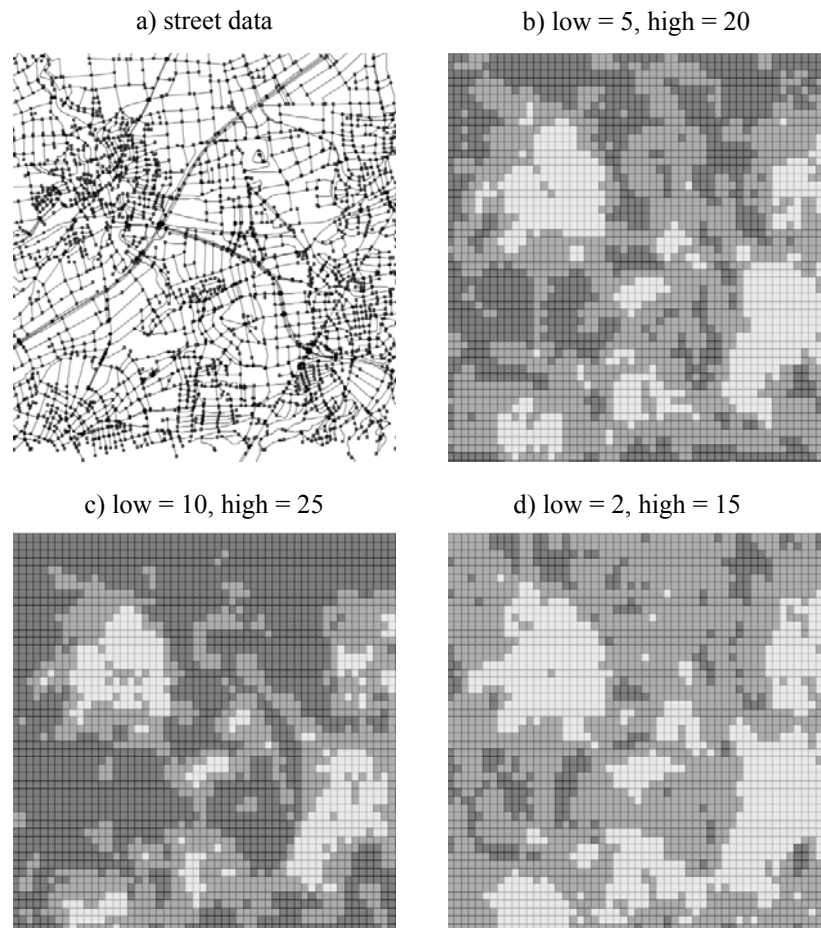 a) street data
b) low = 5, high = 20
c) low = 10, high = 25
d) low = 2, high = 15